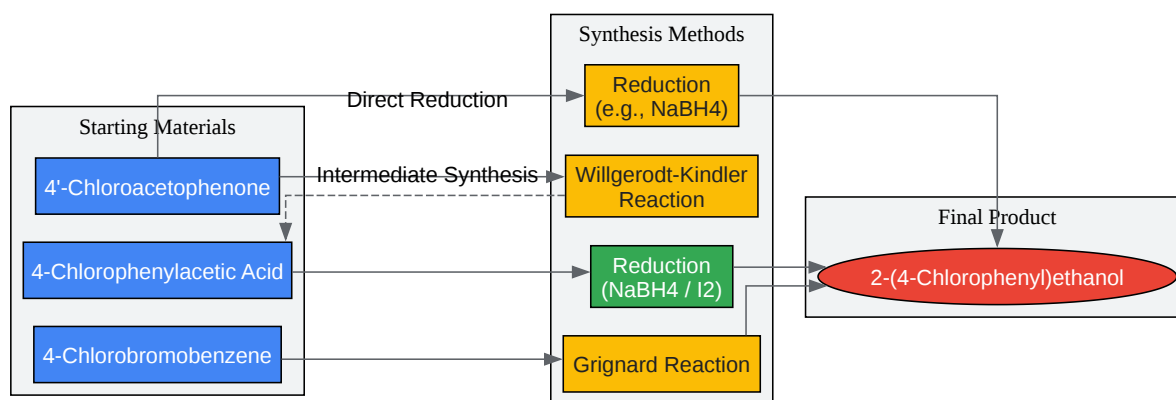 Synthesis Methods
Reduction
(e.g., NaBH4)
Direct Reduction
Starting Materials
4'-Chloroacetophenone
Intermediate Synthesis
Willgerodt-Kindler
Reaction
Final Product
4-Chlorophenylacetic Acid
Reduction
(NaBH4 / I2)
2-(4-Chlorophenyl)ethanol
4-Chlorobromobenzene
Grignard Reaction